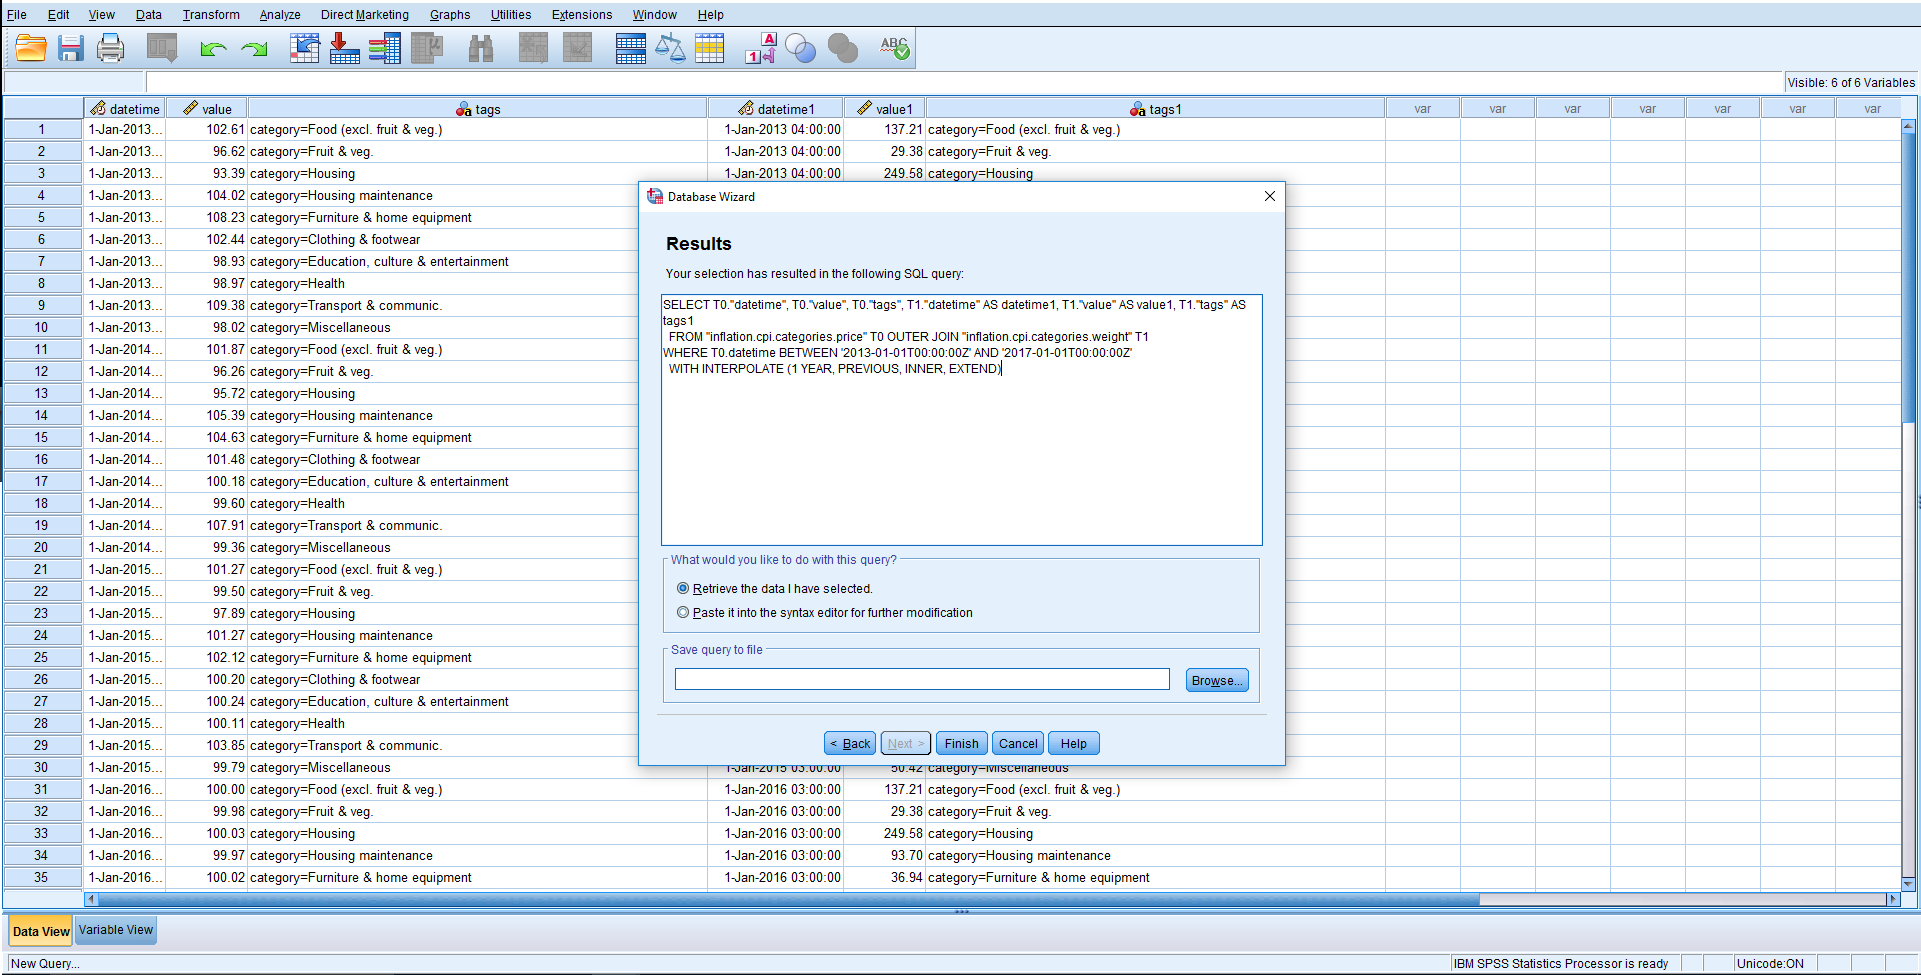 File Edit View Data Transform Analyze Direct Marketing Graphs Utilities Extensions Window Help
A
1
a
ABC
Visible: 6 of 6 Variables
datetime value tags datetime1 value1 tags1 var var var var var var var
1 1-Jan-2013... 102.61 category=Food (excl. fruit & veg.) 1-Jan-2013 04:00:00 137.21 category=Food (excl. fruit & veg.)
2 1-Jan-2013... 96.62 category=Fruit & veg. 1-Jan-2013 04:00:00 29.38 category=Fruit & veg.
3 1-Jan-2013... 93.39 category=Housing 1-Jan-2013 04:00:00 249.58 category=Housing
4 1-Jan-2013... 104.02 category=Housing maintenance
5 1-Jan-2013... 108.23 category=Furniture & home equipment
6 1-Jan-2013... 102.44 category=Clothing & footwear
7 1-Jan-2013... 98.93 category=Education, culture & entertainment
8 1-Jan-2013... 98.97 category=Health
9 1-Jan-2013... 109.38 category=Transport & communic.
10 1-Jan-2013... 98.02 category=Miscellaneous
11 1-Jan-2014... 101.87 category=Food (excl. fruit & veg.)
12 1-Jan-2014... 96.26 category=Fruit & veg.
13 1-Jan-2014... 95.72 category=Housing
14 1-Jan-2014... 105.39 category=Housing maintenance
15 1-Jan-2014... 104.63 category=Furniture & home equipment
16 1-Jan-2014... 101.48 category=Clothing & footwear
17 1-Jan-2014... 100.18 category=Education, culture & entertainment
18 1-Jan-2014... 99.60 category=Health
19 1-Jan-2014... 107.91 category=Transport & communic.
20 1-Jan-2014... 99.36 category=Miscellaneous
21 1-Jan-2015... 101.27 category=Food (excl. fruit & veg.)
22 1-Jan-2015... 99.50 category=Fruit & veg.
23 1-Jan-2015... 97.89 category=Housing
24 1-Jan-2015... 101.27 category=Housing maintenance
25 1-Jan-2015... 102.12 category=Furniture & home equipment
26 1-Jan-2015... 100.20 category=Clothing & footwear
27 1-Jan-2015... 100.24 category=Education, culture & entertainment
28 1-Jan-2015... 100.11 category=Health
29 1-Jan-2015... 103.85 category=Transport & communic.
30 1-Jan-2015... 99.79 category=Miscellaneous 1-Jan-2015 03:00:00 50.42 category=Miscellaneous
31 1-Jan-2016... 100.00 category=Food (excl. fruit & veg.) 1-Jan-2016 03:00:00 137.21 category=Food (excl. fruit & veg.)
32 1-Jan-2016... 99.98 category=Fruit & veg. 1-Jan-2016 03:00:00 29.38 category=Fruit & veg.
33 1-Jan-2016... 100.03 category=Housing 1-Jan-2016 03:00:00 249.58 category=Housing
34 1-Jan-2016... 99.97 category=Housing maintenance 1-Jan-2016 03:00:00 93.70 category=Housing maintenance
35 1-Jan-2016... 100.02 category=Furniture & home equipment 1-Jan-2016 03:00:00 36.94 category=Furniture & home equipment
Database Wizard
Results
Your selection has resulted in the following SQL query:
SELECT T0."datetime", T0."value", T0."tags", T1."datetime" AS datetime1, T1."value" AS value1, T1."tags" AS
tags1
FROM "inflation.cpi.categories.price" T0 OUTER JOIN "inflation.cpi.categories.weight" T1
WHERE T0.datetime BETWEEN '2013-01-01T00:00:00Z' AND '2017-01-01T00:00:00Z'
WITH INTERPOLATE (1 YEAR, PREVIOUS, INNER, EXTEND)
What would you like to do with this query?
Retrieve the data I have selected.
Paste it into the syntax editor for further modification
Save query to file
Browse...
< Back Next > Finish Cancel Help
Data View Variable View
New Query... IBM SPSS Statistics Processor is ready Unicode:ON